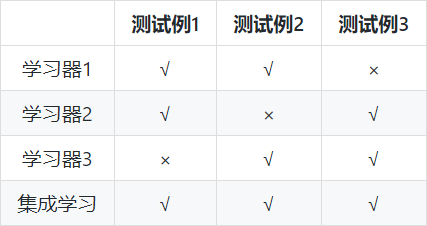 测试例1 测试例2 测试例3
学习器1 √ √ ×
学习器2 √ × √
学习器3 × √ √
集成学习 √ √ √